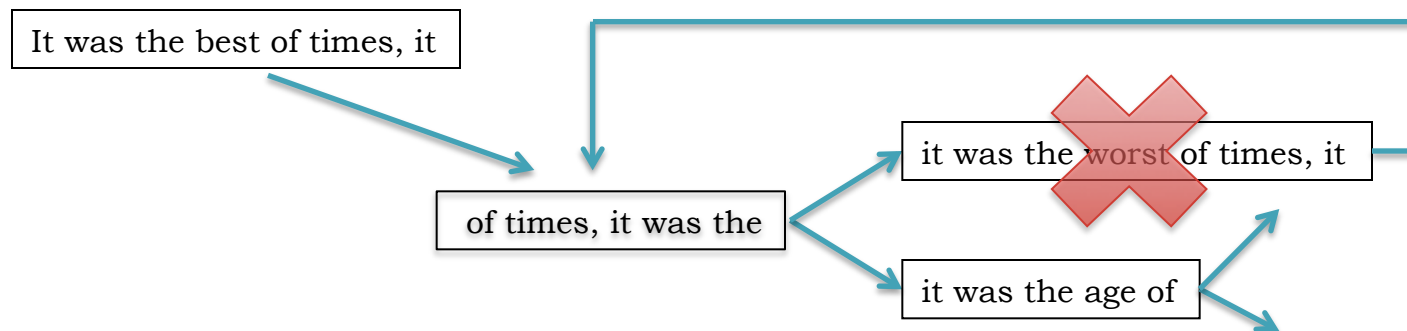 It was the best of times, it
it was the worst of times, it
of times, it was the
it was the age of